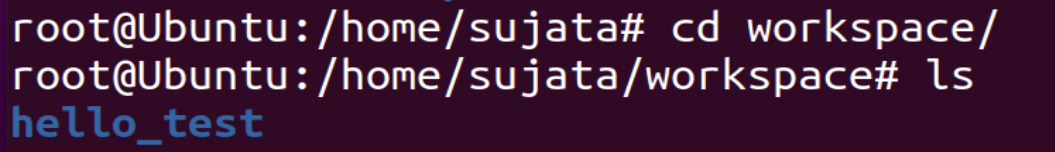 root@Ubuntu:/home/sujata# cd workspace/
root@Ubuntu:/home/sujata/workspace# ls
hello_test